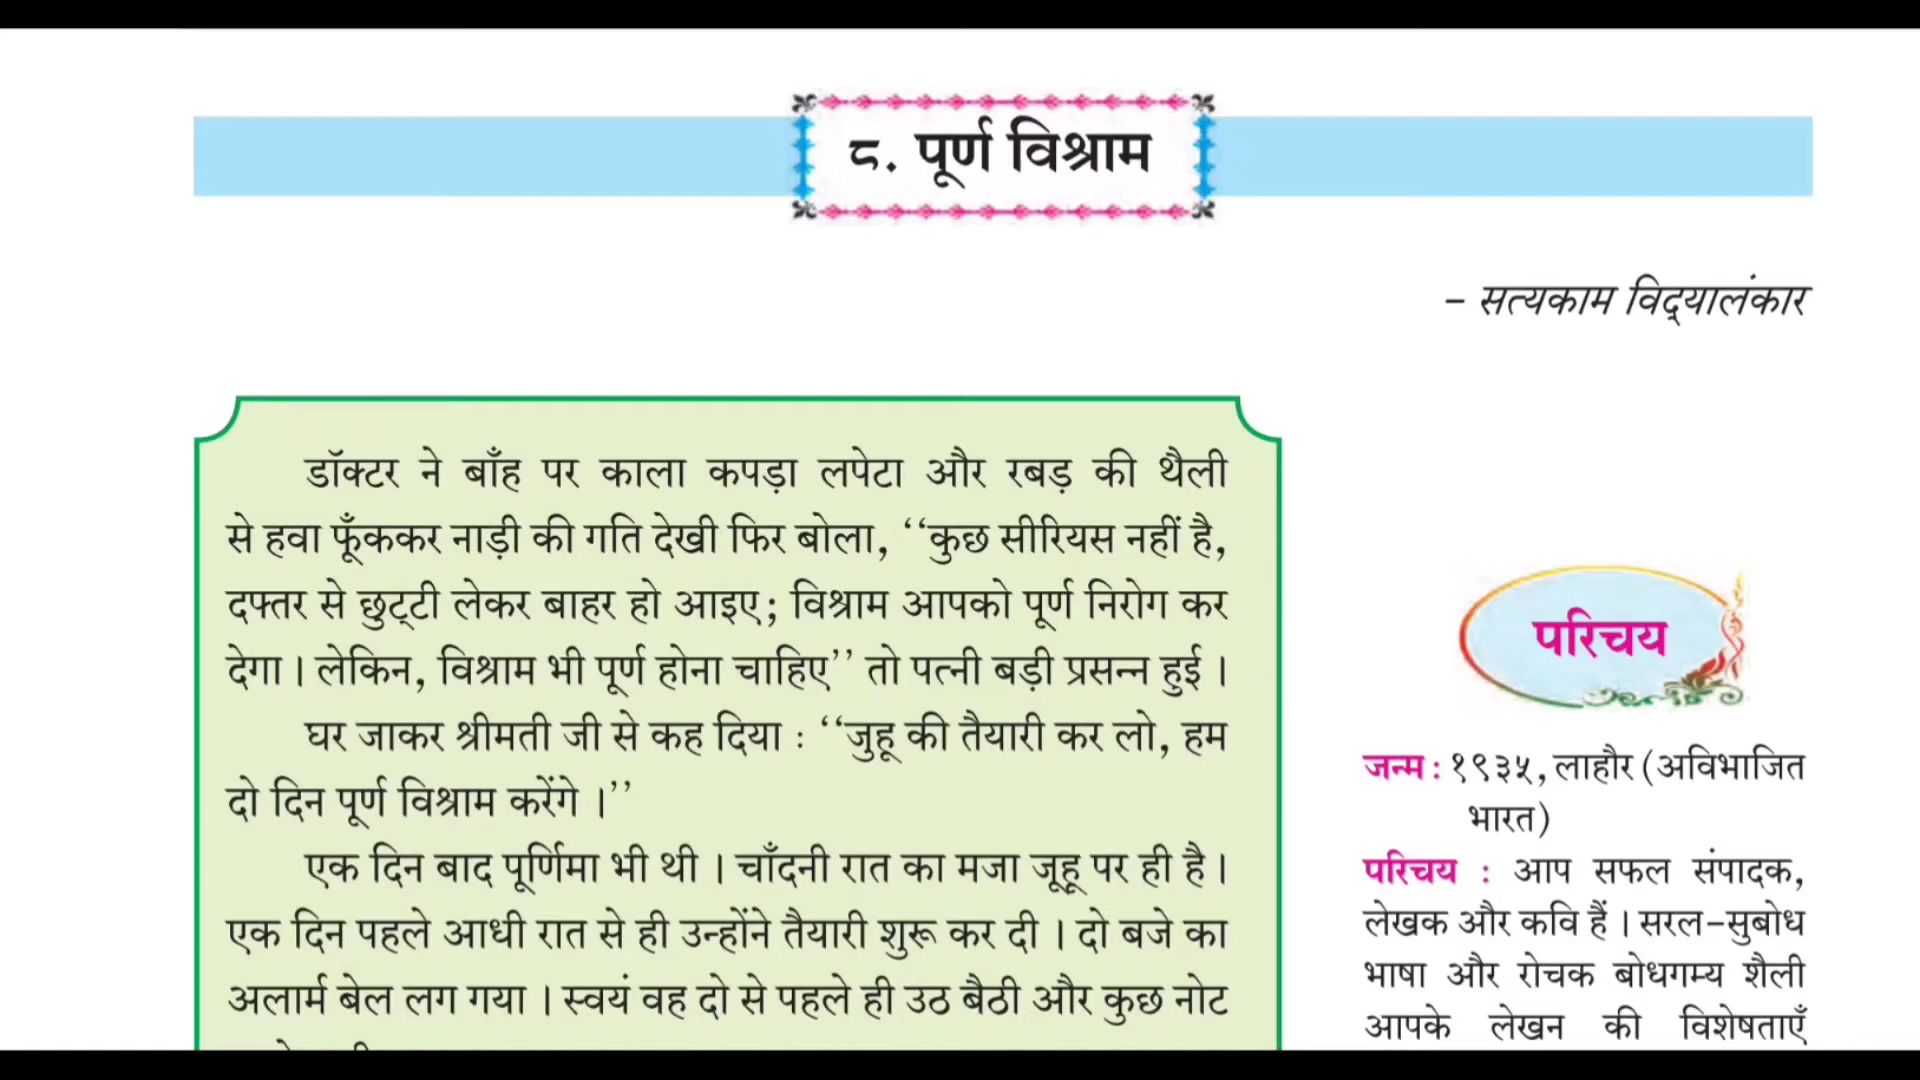 ८. पूर्ण विश्राम
– सत्यकाम विद्‌यालंकार
डॉक्टर ने बाँह पर काला कपड़ा लपेटा और रबड़ की थैली
से हवा फूँककर नाड़ी की गति देखी फिर बोला, ‘‘कुछ सीरियस नहीं है,
दफ्तर से छुट्‌टी लेकर बाहर हो आइए; विश्राम आपको पूर्ण निरोग कर
देगा । लेकिन, विश्राम भी पूर्ण होना चाहिए’’ तो पत्नी बड़ी प्रसन्न हुई ।
घर जाकर श्रीमती जी से कह दिया : ‘‘जुहू की तैयारी कर लो, हम
दो दिन पूर्ण विश्राम करेंगे ।’’
एक दिन बाद पूर्णिमा भी थी । चाँदनी रात का मजा जूहू पर ही है ।
एक दिन पहले आधी रात से ही उन्होंने तैयारी शुरू कर दी । दो बजे का
अलार्म बेल लग गया । स्वयं वह दो से पहले ही उठ बैठी और कुछ नोट
परिचय
जन्म : १९३५, लाहौर (अविभाजित
भारत)
परिचय : आप सफल संपादक,
लेखक और कवि हैं । सरल-सुबोध
भाषा और रोचक बोधगम्य शैली
आपके लेखन की विशेषताएँ